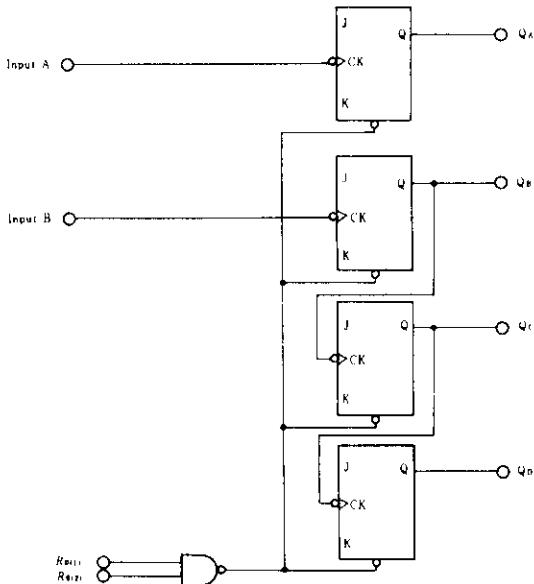 J
Q
QA
Input A
CK
K
J
Q
QB
Input B
CK
K
J
Q
QC
CK
K
J
Q
QD
CK
K
R0(1)
R0(2)